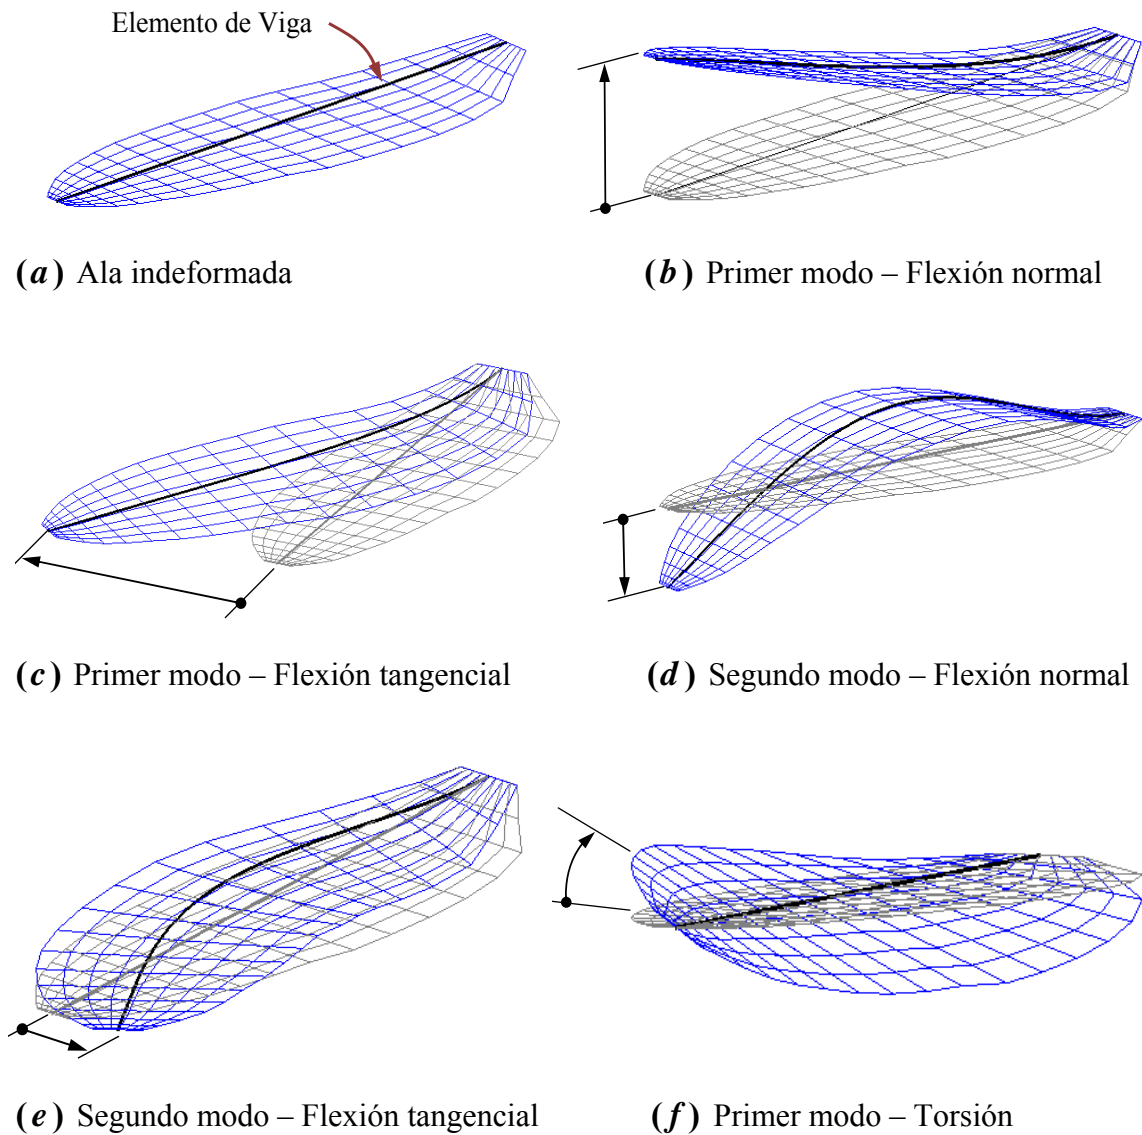 Elemento de Viga
(a) Ala indeformada
(b) Primer modo – Flexión normal
(c) Primer modo – Flexión tangencial
(d) Segundo modo – Flexión normal
(e) Segundo modo – Flexión tangencial
(f) Primer modo – Torsión